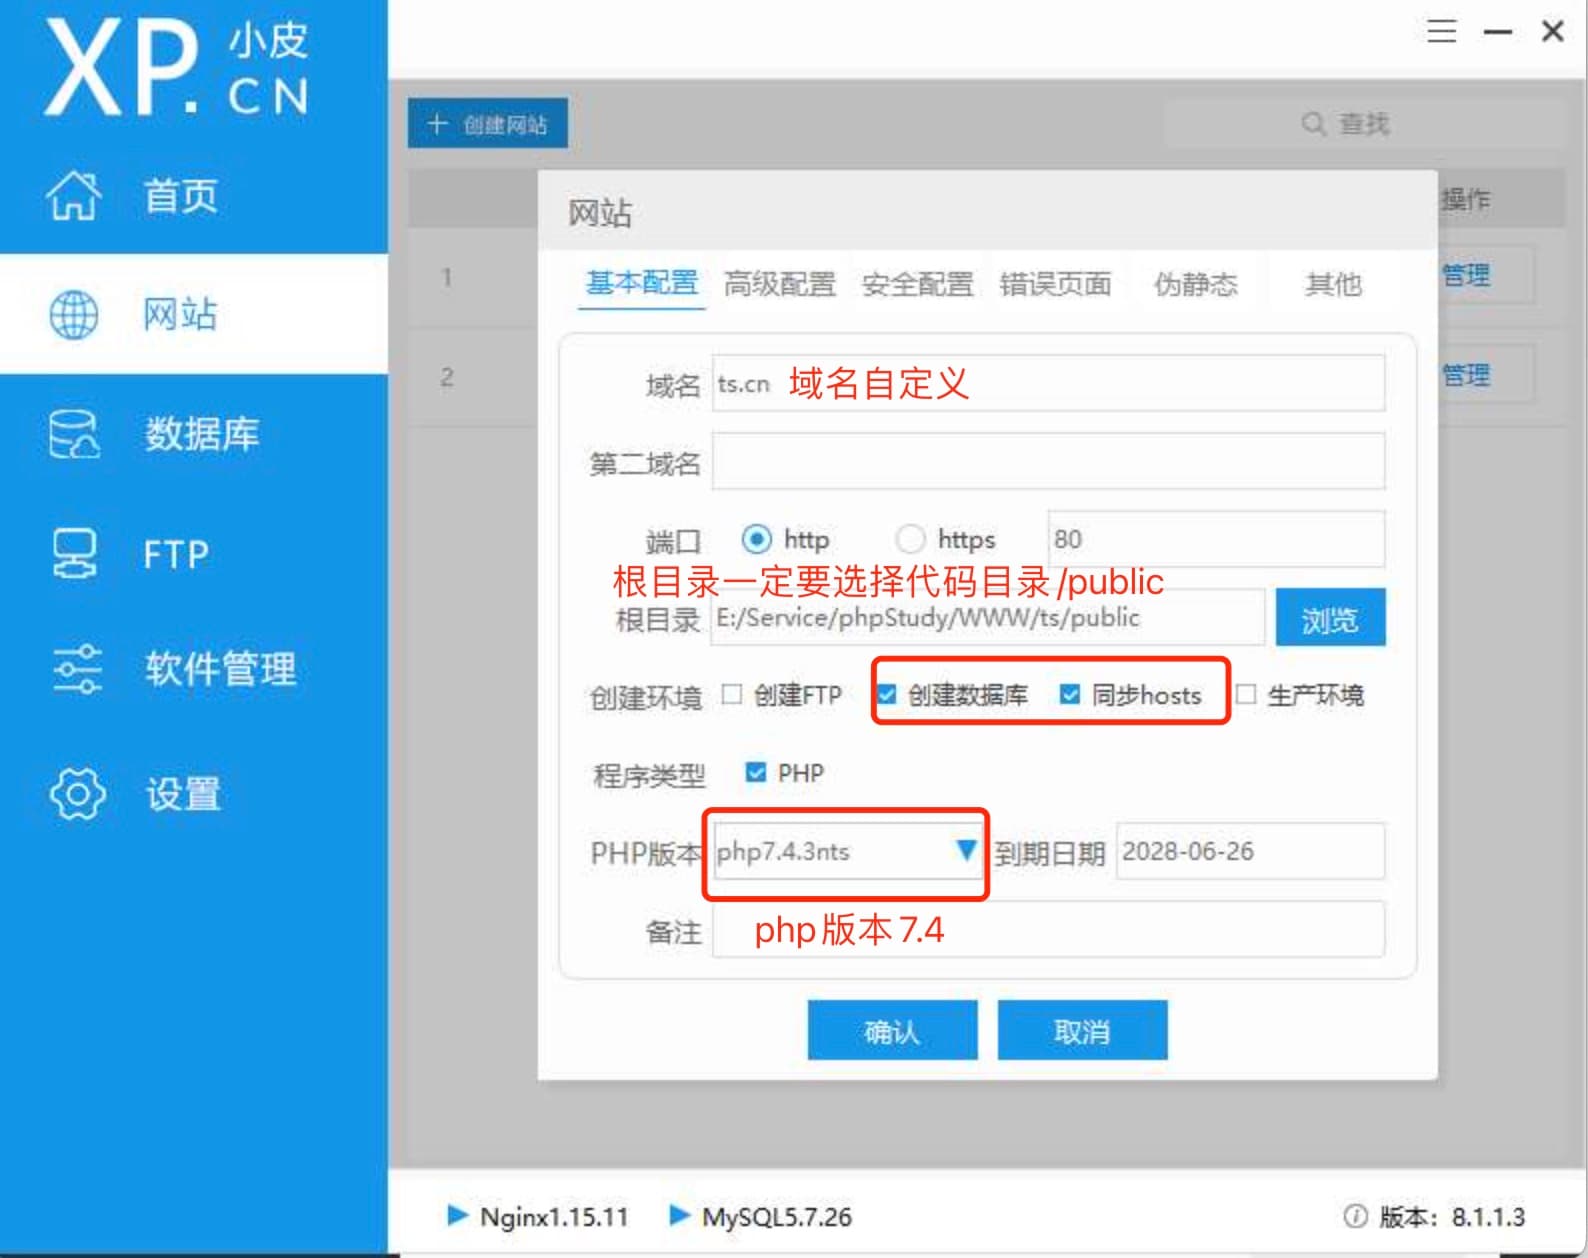 XP.小皮
CN
首页
网站
数据库
FTP
软件管理
设置
创建网站
查找
操作
1
管理
2
管理
网站
基本配置 高级配置 安全配置 错误页面 伪静态 其他
域名 ts.cn 域名自定义
第二域名
端口 http https 80
根目录一定要选择代码目录/public
根目录 E:/Service/phpStudy/WWW/ts/public 浏览
创建环境 创建FTP 创建数据库 同步hosts 生产环境
程序类型 PHP
PHP版本 php7.4.3nts 到期日期 2028-06-26
备注 php版本7.4
确认 取消
Nginx1.15.11 MySQL5.7.26 版本：8.1.1.3